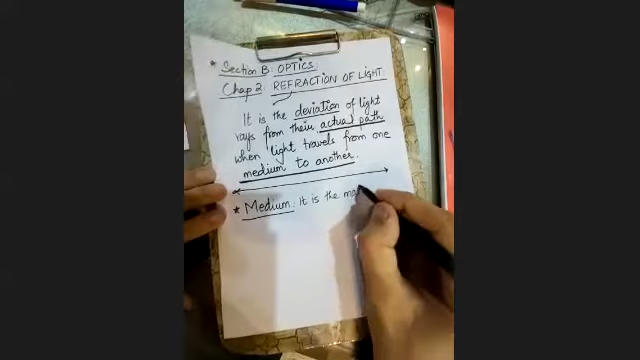 * Section B: OPTICS:
Chap 2: REFRACTION OF LIGHT
It is the deviation of light
rays from their actual path
when light travels from one
medium to another.
* Medium: It is the ma